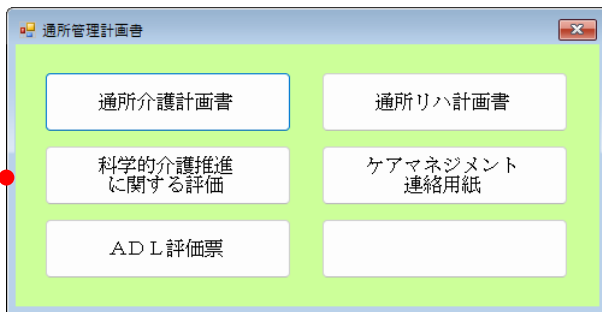 通所管理計画書
通所介護計画書
通所リハ計画書
科学的介護推進
に関する評価
ケアマネジメント
連絡用紙
ＡＤＬ評価票